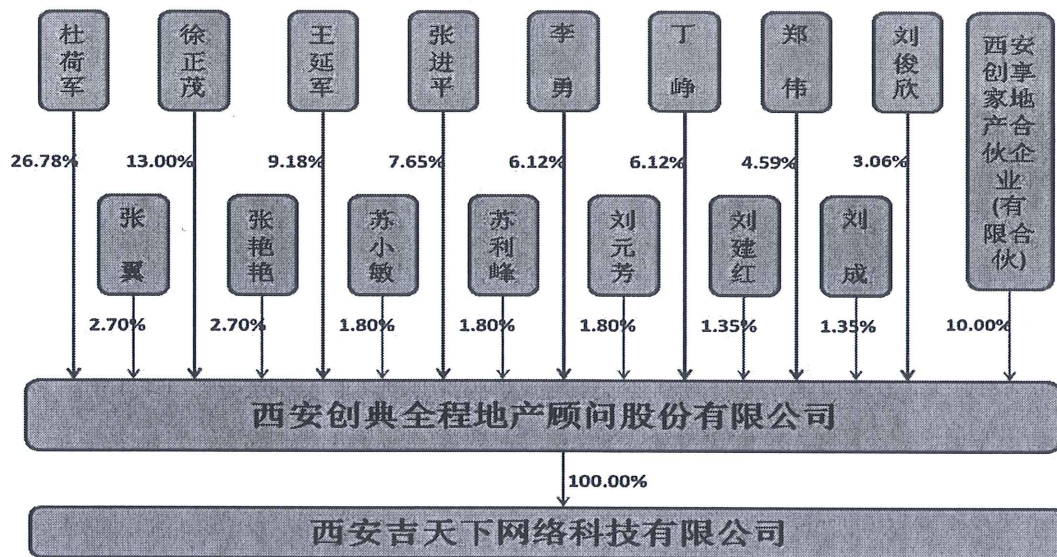 杜荷军
徐正茂
王延军
张进平
李勇
丁峥
郑伟
刘俊欣
西安
创享
家地
产合
伙企
业
(有
限合
伙)
26.78%
13.00%
9.18%
7.65%
6.12%
6.12%
4.59%
3.06%
张翼
张艳艳
苏小敏
苏利峰
刘元芳
刘建红
刘成
2.70%
2.70%
1.80%
1.80%
1.80%
1.35%
1.35%
10.00%
西安创典全程地产顾问股份有限公司
100.00%
西安吉天下网络科技有限公司